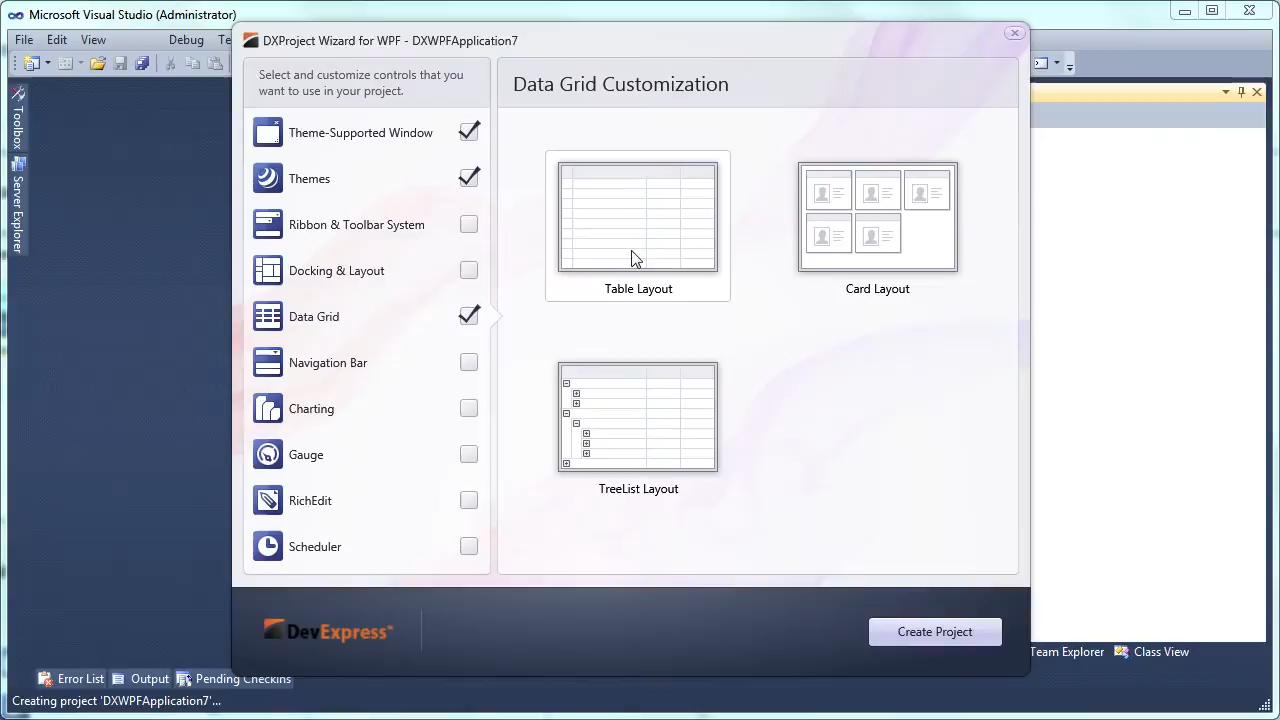 Microsoft Visual Studio (Administrator)
File Edit View Debug Te
DXProject Wizard for WPF - DXWPFApplication7
Select and customize controls that you
want to use in your project.
Theme-Supported Window
Themes
Ribbon & Toolbar System
Docking & Layout
Data Grid
Navigation Bar
Charting
Gauge
RichEdit
Scheduler
Data Grid Customization
Table Layout
Card Layout
TreeList Layout
DevExpress™
Create Project
Toolbox
Server Explorer
Team Explorer Class View
Error List Output Pending Checkins
Creating project 'DXWPFApplication7'...